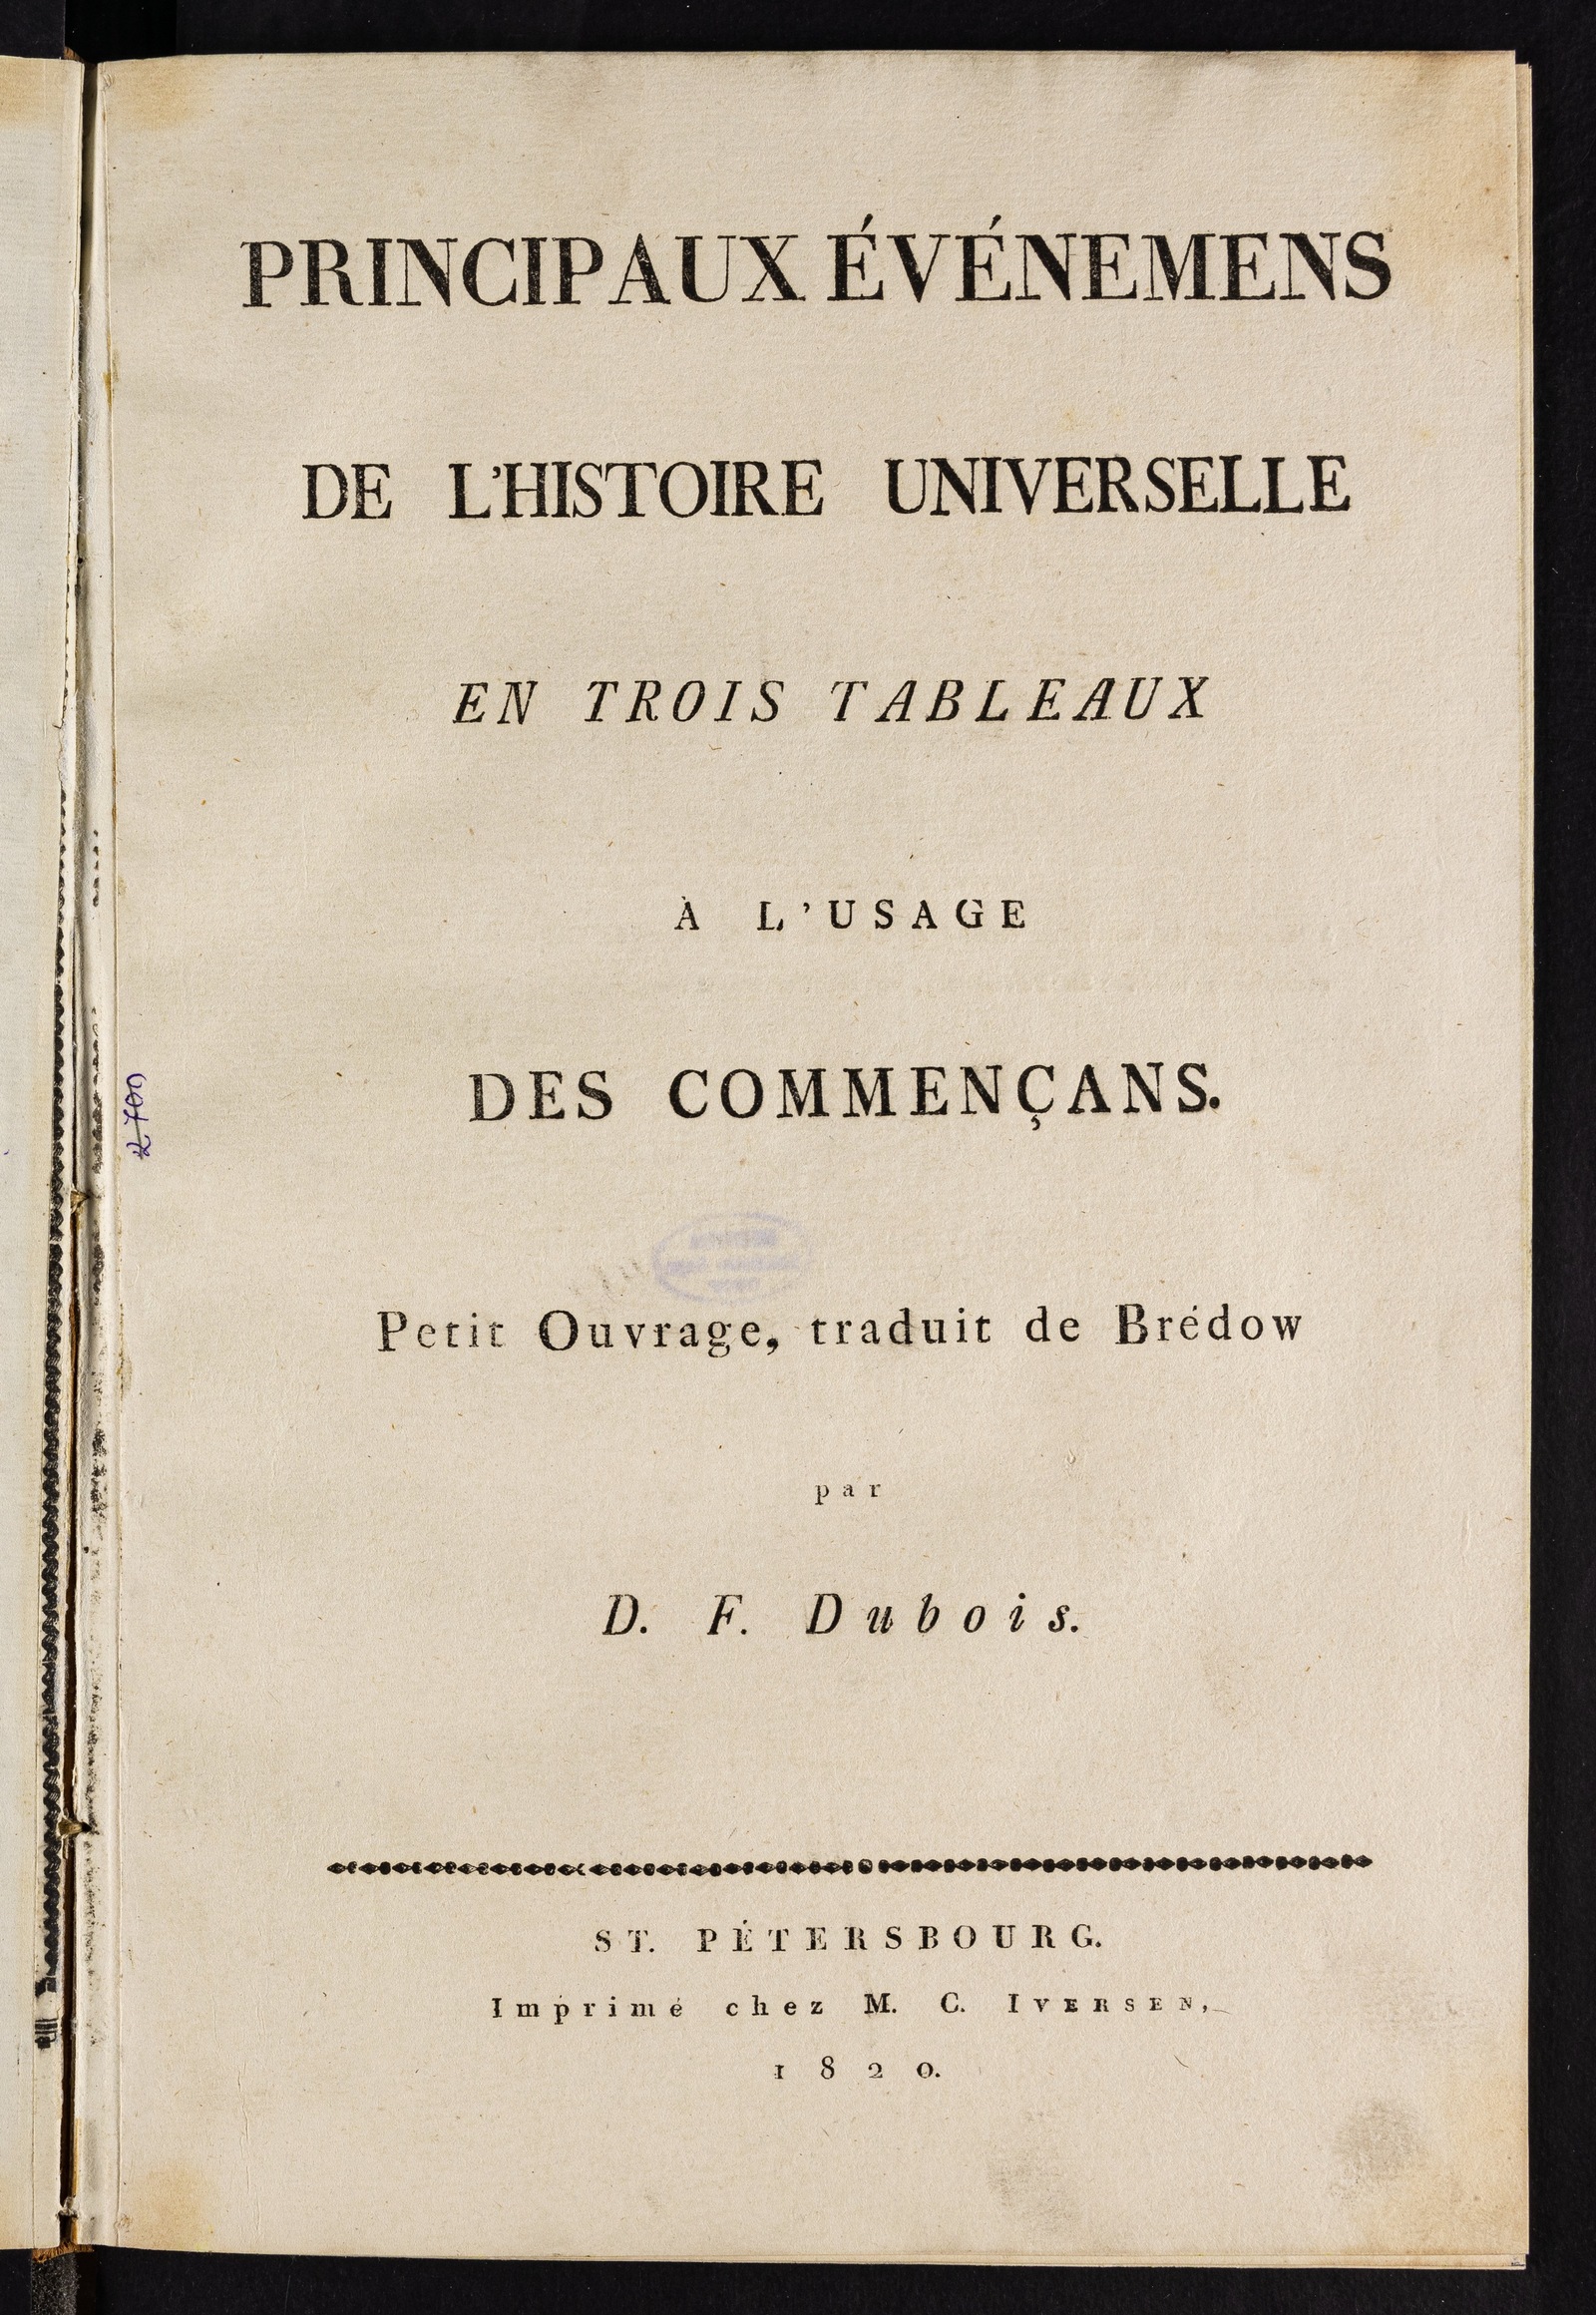 PRINCIPAUX ÉVÉNEMENS
DE L'HISTOIRE UNIVERSELLE
EN TROIS TABLEAUX
À L'USAGE
DES COMMENÇANS.
Petit Ouvrage, traduit de Brédow
par
D. F. Dubois.
ST. PÉTERSBOURG.
Imprimé chez M. C. IVERSEN,
1820.